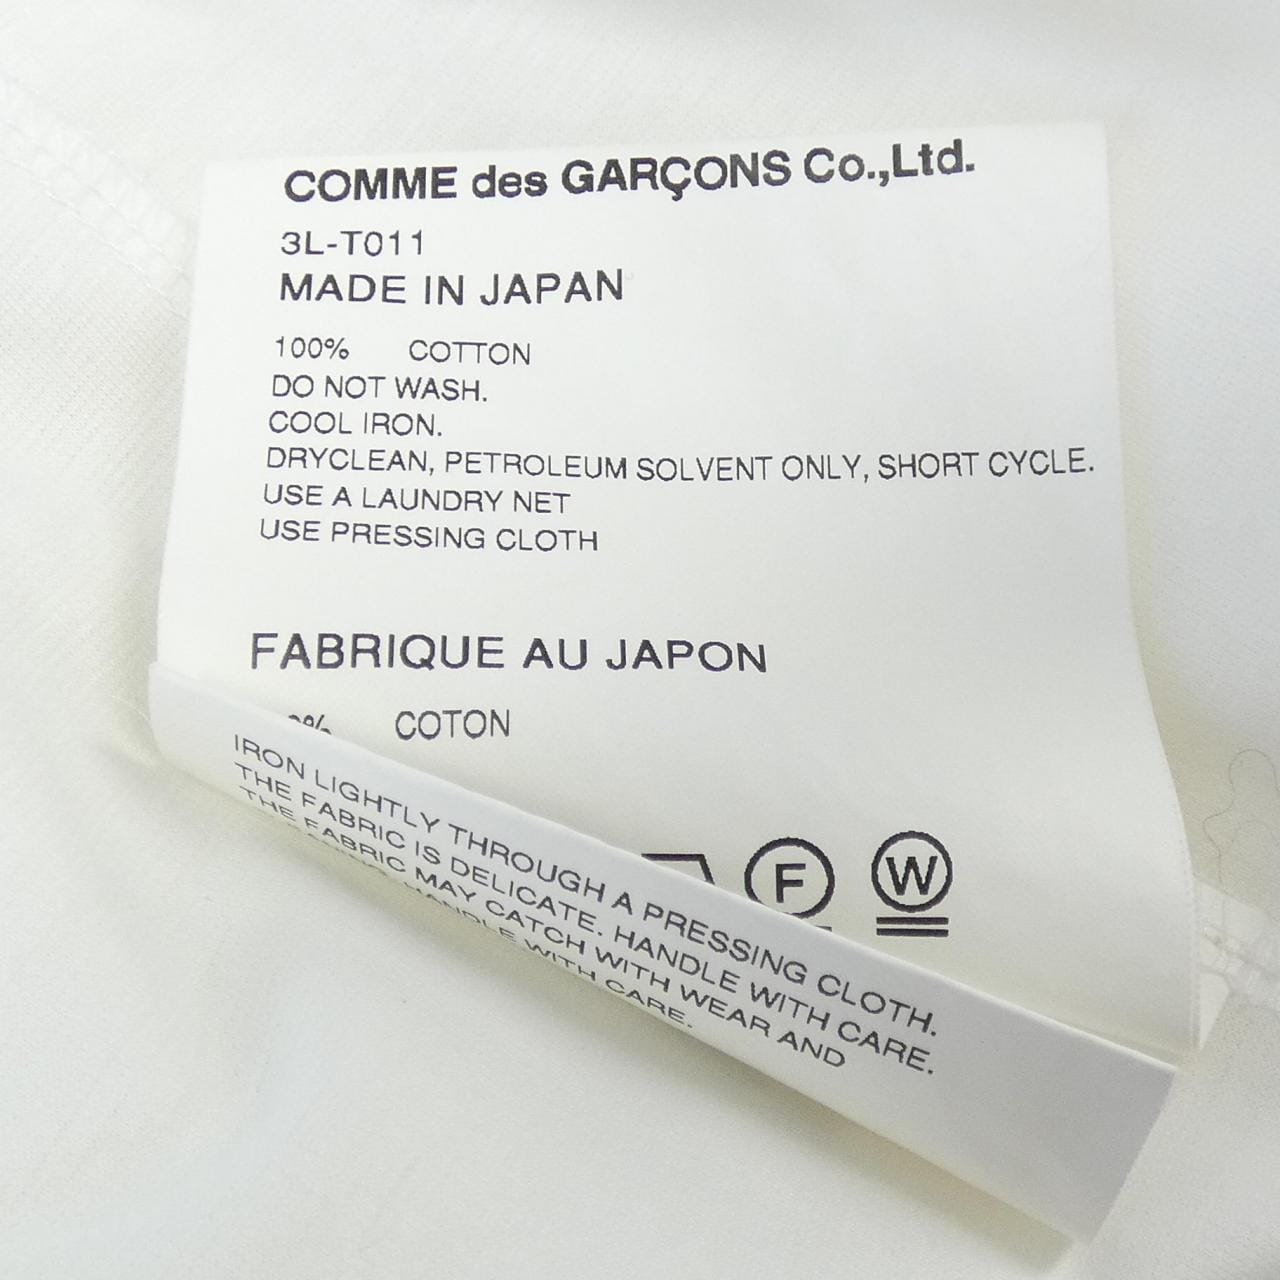 COMME des GARÇONS Co.,Ltd.
3L-T011
MADE IN JAPAN
100% COTTON
DO NOT WASH.
COOL IRON.
DRYCLEAN, PETROLEUM SOLVENT ONLY, SHORT CYCLE.
USE A LAUNDRY NET
USE PRESSING CLOTH
FABRIQUE AU JAPON
0% COTON
F W
IRON LIGHTLY THROUGH A PRESSING CLOTH.
THE FABRIC IS DELICATE. HANDLE WITH CARE.
THE FABRIC MAY CATCH WITH WEAR AND
HANDLE WITH CARE.